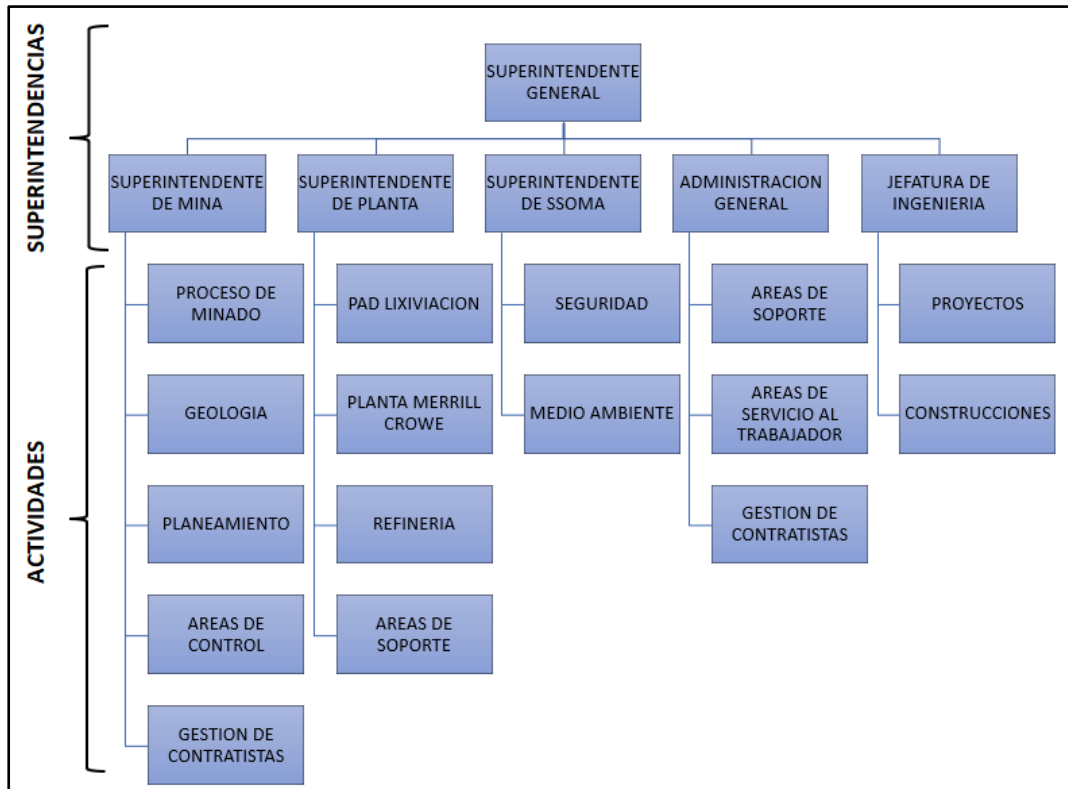 SUPERINTENDENCIAS
SUPERINTENDENTE
GENERAL
SUPERINTENDENTE
DE MINA
SUPERINTENDENTE
DE PLANTA
SUPERINTENDENTE
DE SSOMA
ADMINISTRACION
GENERAL
JEFATURA DE
INGENIERIA
ACTIVIDADES
PROCESO DE
MINADO
GEOLOGIA
PLANEAMIENTO
AREAS DE
CONTROL
GESTION DE
CONTRATISTAS
PAD LIXIVIACION
PLANTA MERRILL
CROWE
REFINERIA
AREAS DE
SOPORTE
SEGURIDAD
MEDIO AMBIENTE
AREAS DE
SOPORTE
AREAS DE
SERVICIO AL
TRABAJADOR
GESTION DE
CONTRATISTAS
PROYECTOS
CONSTRUCCIONES